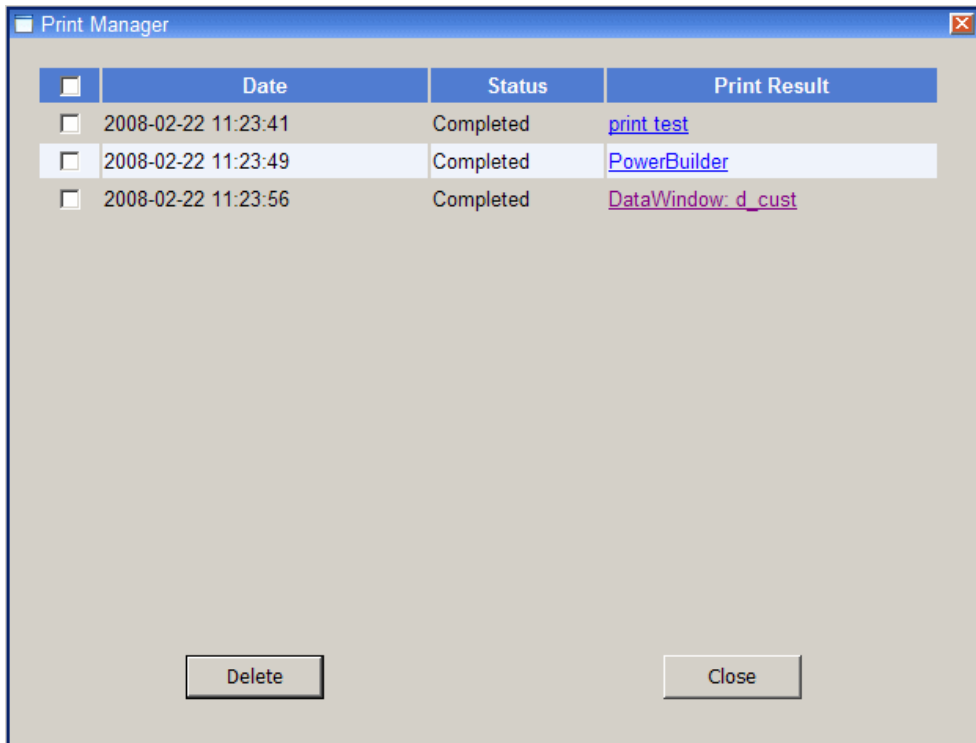 Print Manager
Date Status Print Result
2008-02-22 11:23:41 Completed print test
2008-02-22 11:23:49 Completed PowerBuilder
2008-02-22 11:23:56 Completed DataWindow: d_cust
Delete Close